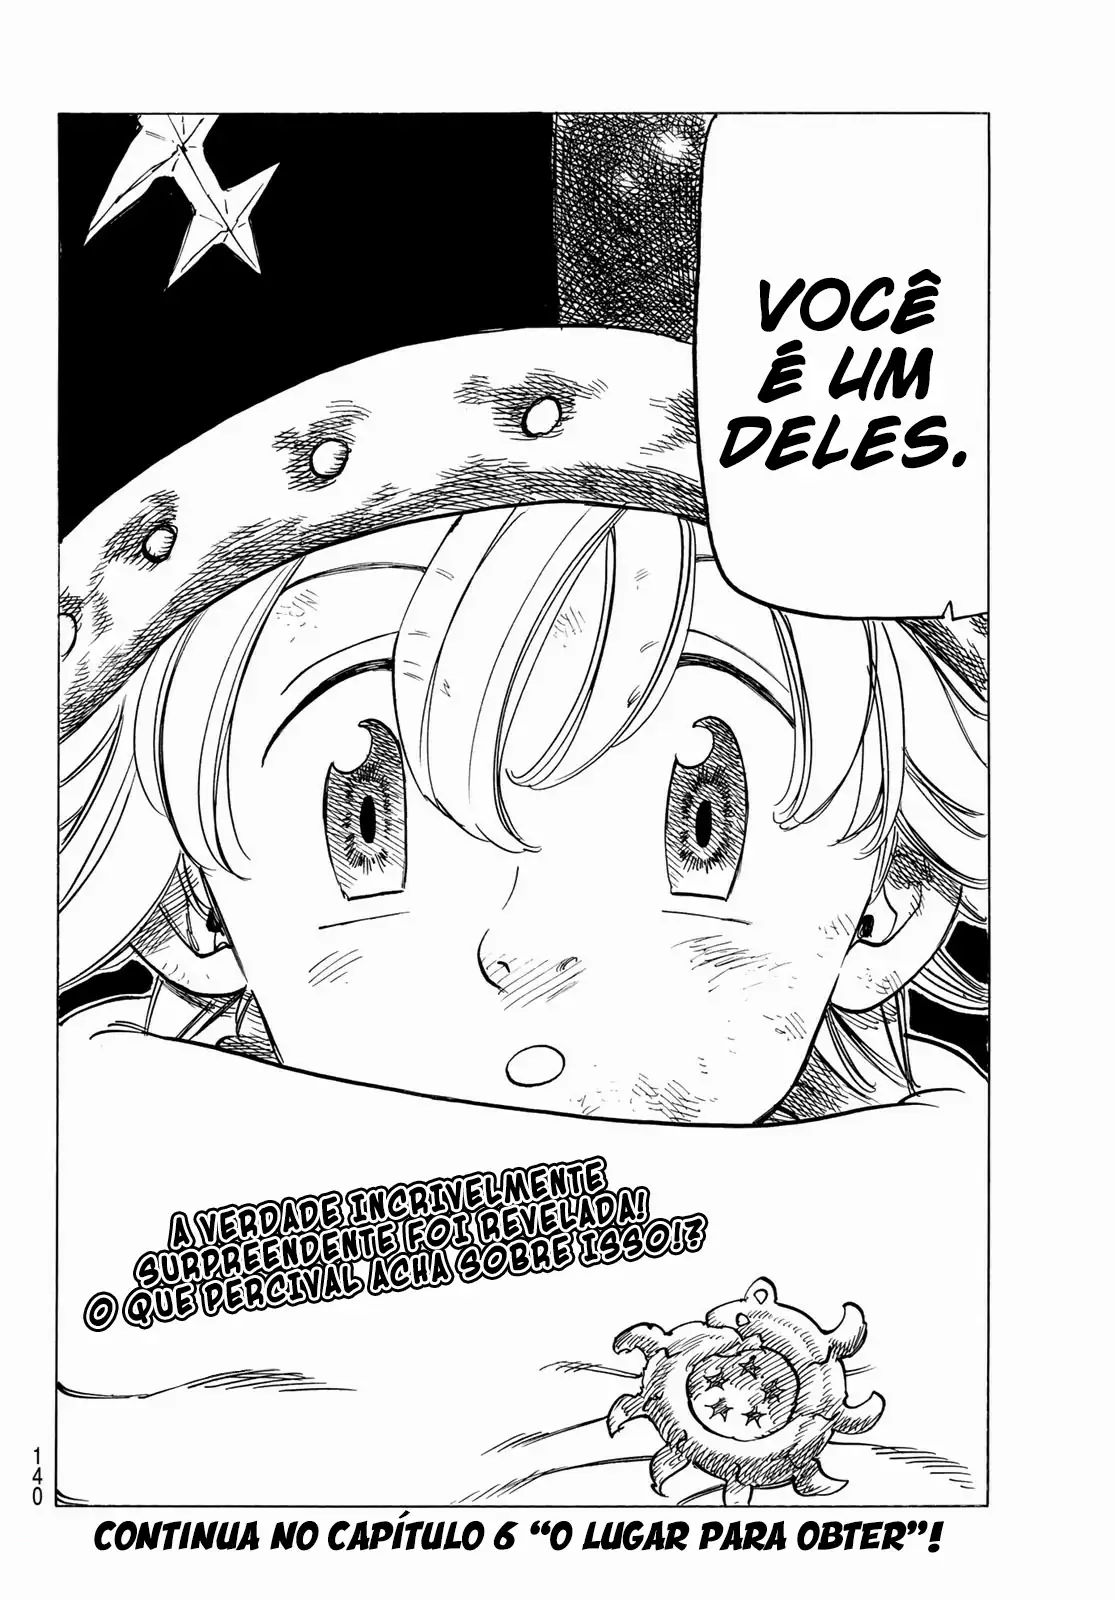 VOCÊ
É UM
DELES.
A VERDADE INCRIVELMENTE
SURPREENDENTE FOI REVELADA!
O QUE PERCIVAL ACHA SOBRE ISSO!?
140
CONTINUA NO CAPÍTULO 6 “O LUGAR PARA OBTER”!